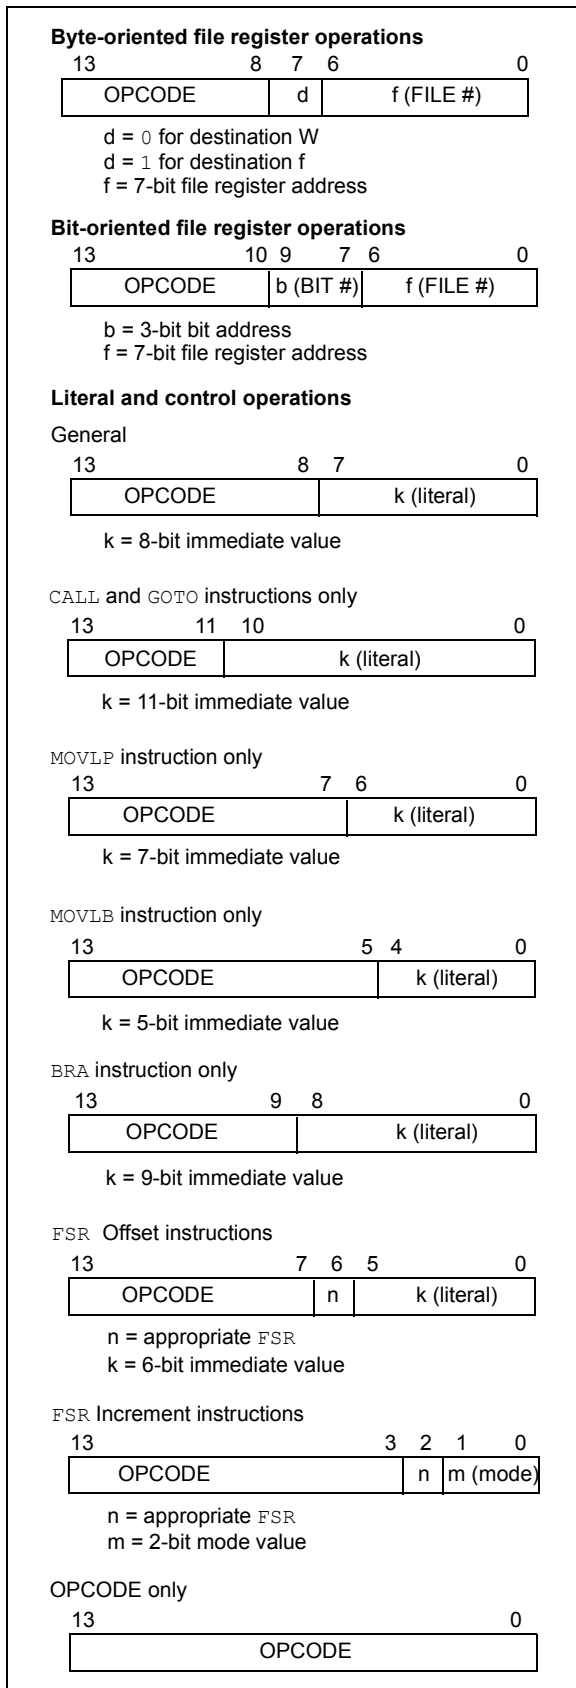 Byte-oriented file register operations
13 8 7 6 0
OPCODE d f (FILE #)
d = 0 for destination W
d = 1 for destination f
f = 7-bit file register address
Bit-oriented file register operations
13 10 9 7 6 0
OPCODE b (BIT #) f (FILE #)
b = 3-bit bit address
f = 7-bit file register address
Literal and control operations
General
13 8 7 0
OPCODE k (literal)
k = 8-bit immediate value
CALL and GOTO instructions only
13 11 10 0
OPCODE k (literal)
k = 11-bit immediate value
MOVLP instruction only
13 7 6 0
OPCODE k (literal)
k = 7-bit immediate value
MOVLB instruction only
13 5 4 0
OPCODE k (literal)
k = 5-bit immediate value
BRA instruction only
13 9 8 0
OPCODE k (literal)
k = 9-bit immediate value
FSR Offset instructions
13 7 6 5 0
OPCODE n k (literal)
n = appropriate FSR
k = 6-bit immediate value
FSR Increment instructions
13 3 2 1 0
OPCODE n m (mode)
n = appropriate FSR
m = 2-bit mode value
OPCODE only
13 0
OPCODE